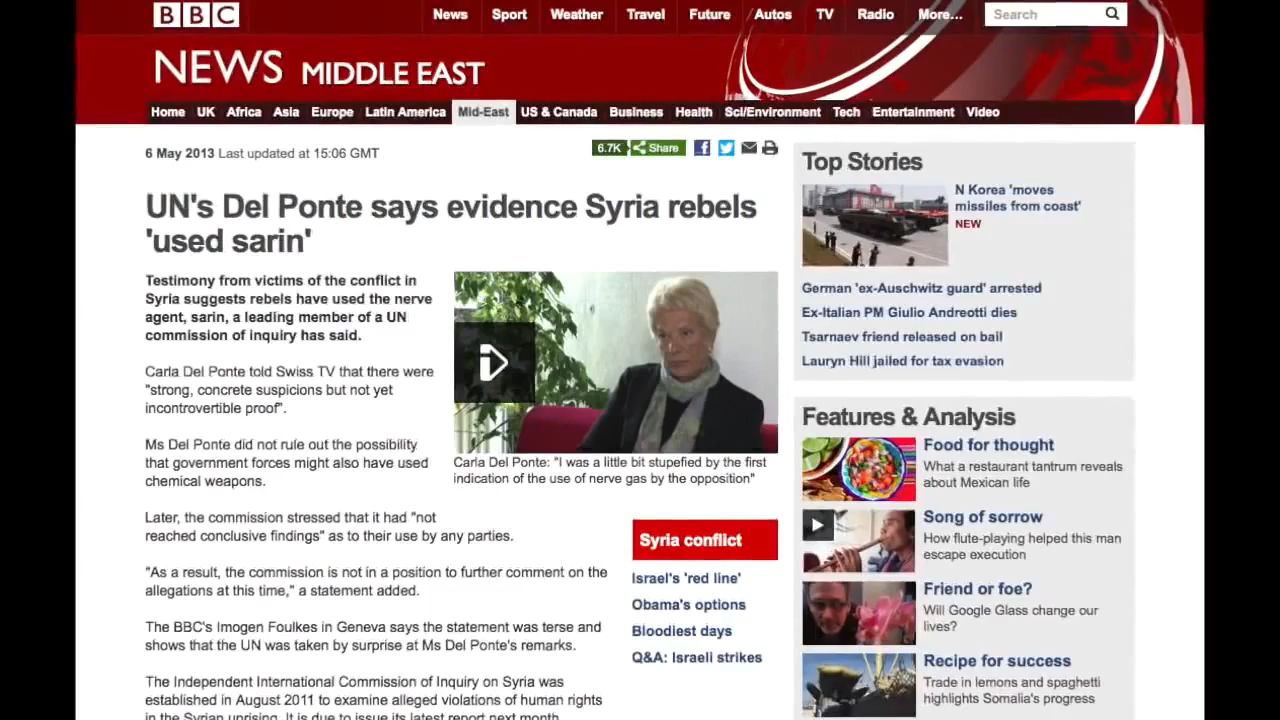 BBC
News Sport Weather Travel Future Autos TV Radio More... Search
NEWS MIDDLE EAST
Home UK Africa Asia Europe Latin America Mid-East US & Canada Business Health Sci/Environment Tech Entertainment Video
6 May 2013 Last updated at 15:06 GMT
6.7K Share
UN's Del Ponte says evidence Syria rebels
'used sarin'
Testimony from victims of the conflict in
Syria suggests rebels have used the nerve
agent, sarin, a leading member of a UN
commission of inquiry has said.
Carla Del Ponte told Swiss TV that there were
"strong, concrete suspicions but not yet
incontrovertible proof".
Ms Del Ponte did not rule out the possibility
that government forces might also have used
chemical weapons.
Later, the commission stressed that it had "not
reached conclusive findings" as to their use by any parties.
"As a result, the commission is not in a position to further comment on the
allegations at this time," a statement added.
The BBC's Imogen Foulkes in Geneva says the statement was terse and
shows that the UN was taken by surprise at Ms Del Ponte's remarks.
The Independent International Commission of Inquiry on Syria was
established in August 2011 to examine alleged violations of human rights
in the Syrian uprising. It is due to issue its latest report next month.
Carla Del Ponte: "I was a little bit stupefied by the first
indication of the use of nerve gas by the opposition"
Syria conflict
Israel's 'red line'
Obama's options
Bloodiest days
Q&A: Israeli strikes
Top Stories
N Korea 'moves
missiles from coast'
NEW
German 'ex-Auschwitz guard' arrested
Ex-Italian PM Giulio Andreotti dies
Tsarnaev friend released on bail
Lauryn Hill jailed for tax evasion
Features & Analysis
Food for thought
What a restaurant tantrum reveals
about Mexican life
Song of sorrow
How flute-playing helped this man
escape execution
Friend or foe?
Will Google Glass change our
lives?
Recipe for success
Trade in lemons and spaghetti
highlights Somalia's progress